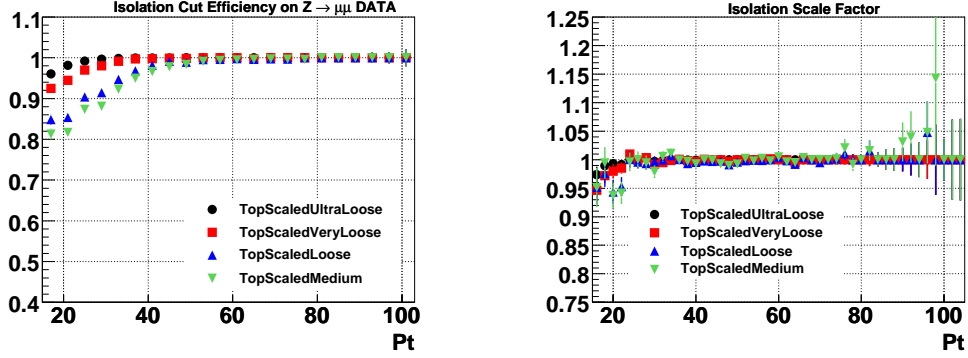 Isolation Cut Efficiency on Z → μμ DATA
1.1
1
0.9
0.8
0.7
0.6
0.5
0.4
TopScaledUltraLoose
TopScaledVeryLoose
TopScaledLoose
TopScaledMedium
20 40 60 80 100
Pt
Isolation Scale Factor
1.25
1.2
1.15
1.1
1.05
1
0.95
0.9
0.85
0.8
0.75
TopScaledUltraLoose
TopScaledVeryLoose
TopScaledLoose
TopScaledMedium
20 40 60 80 100
Pt